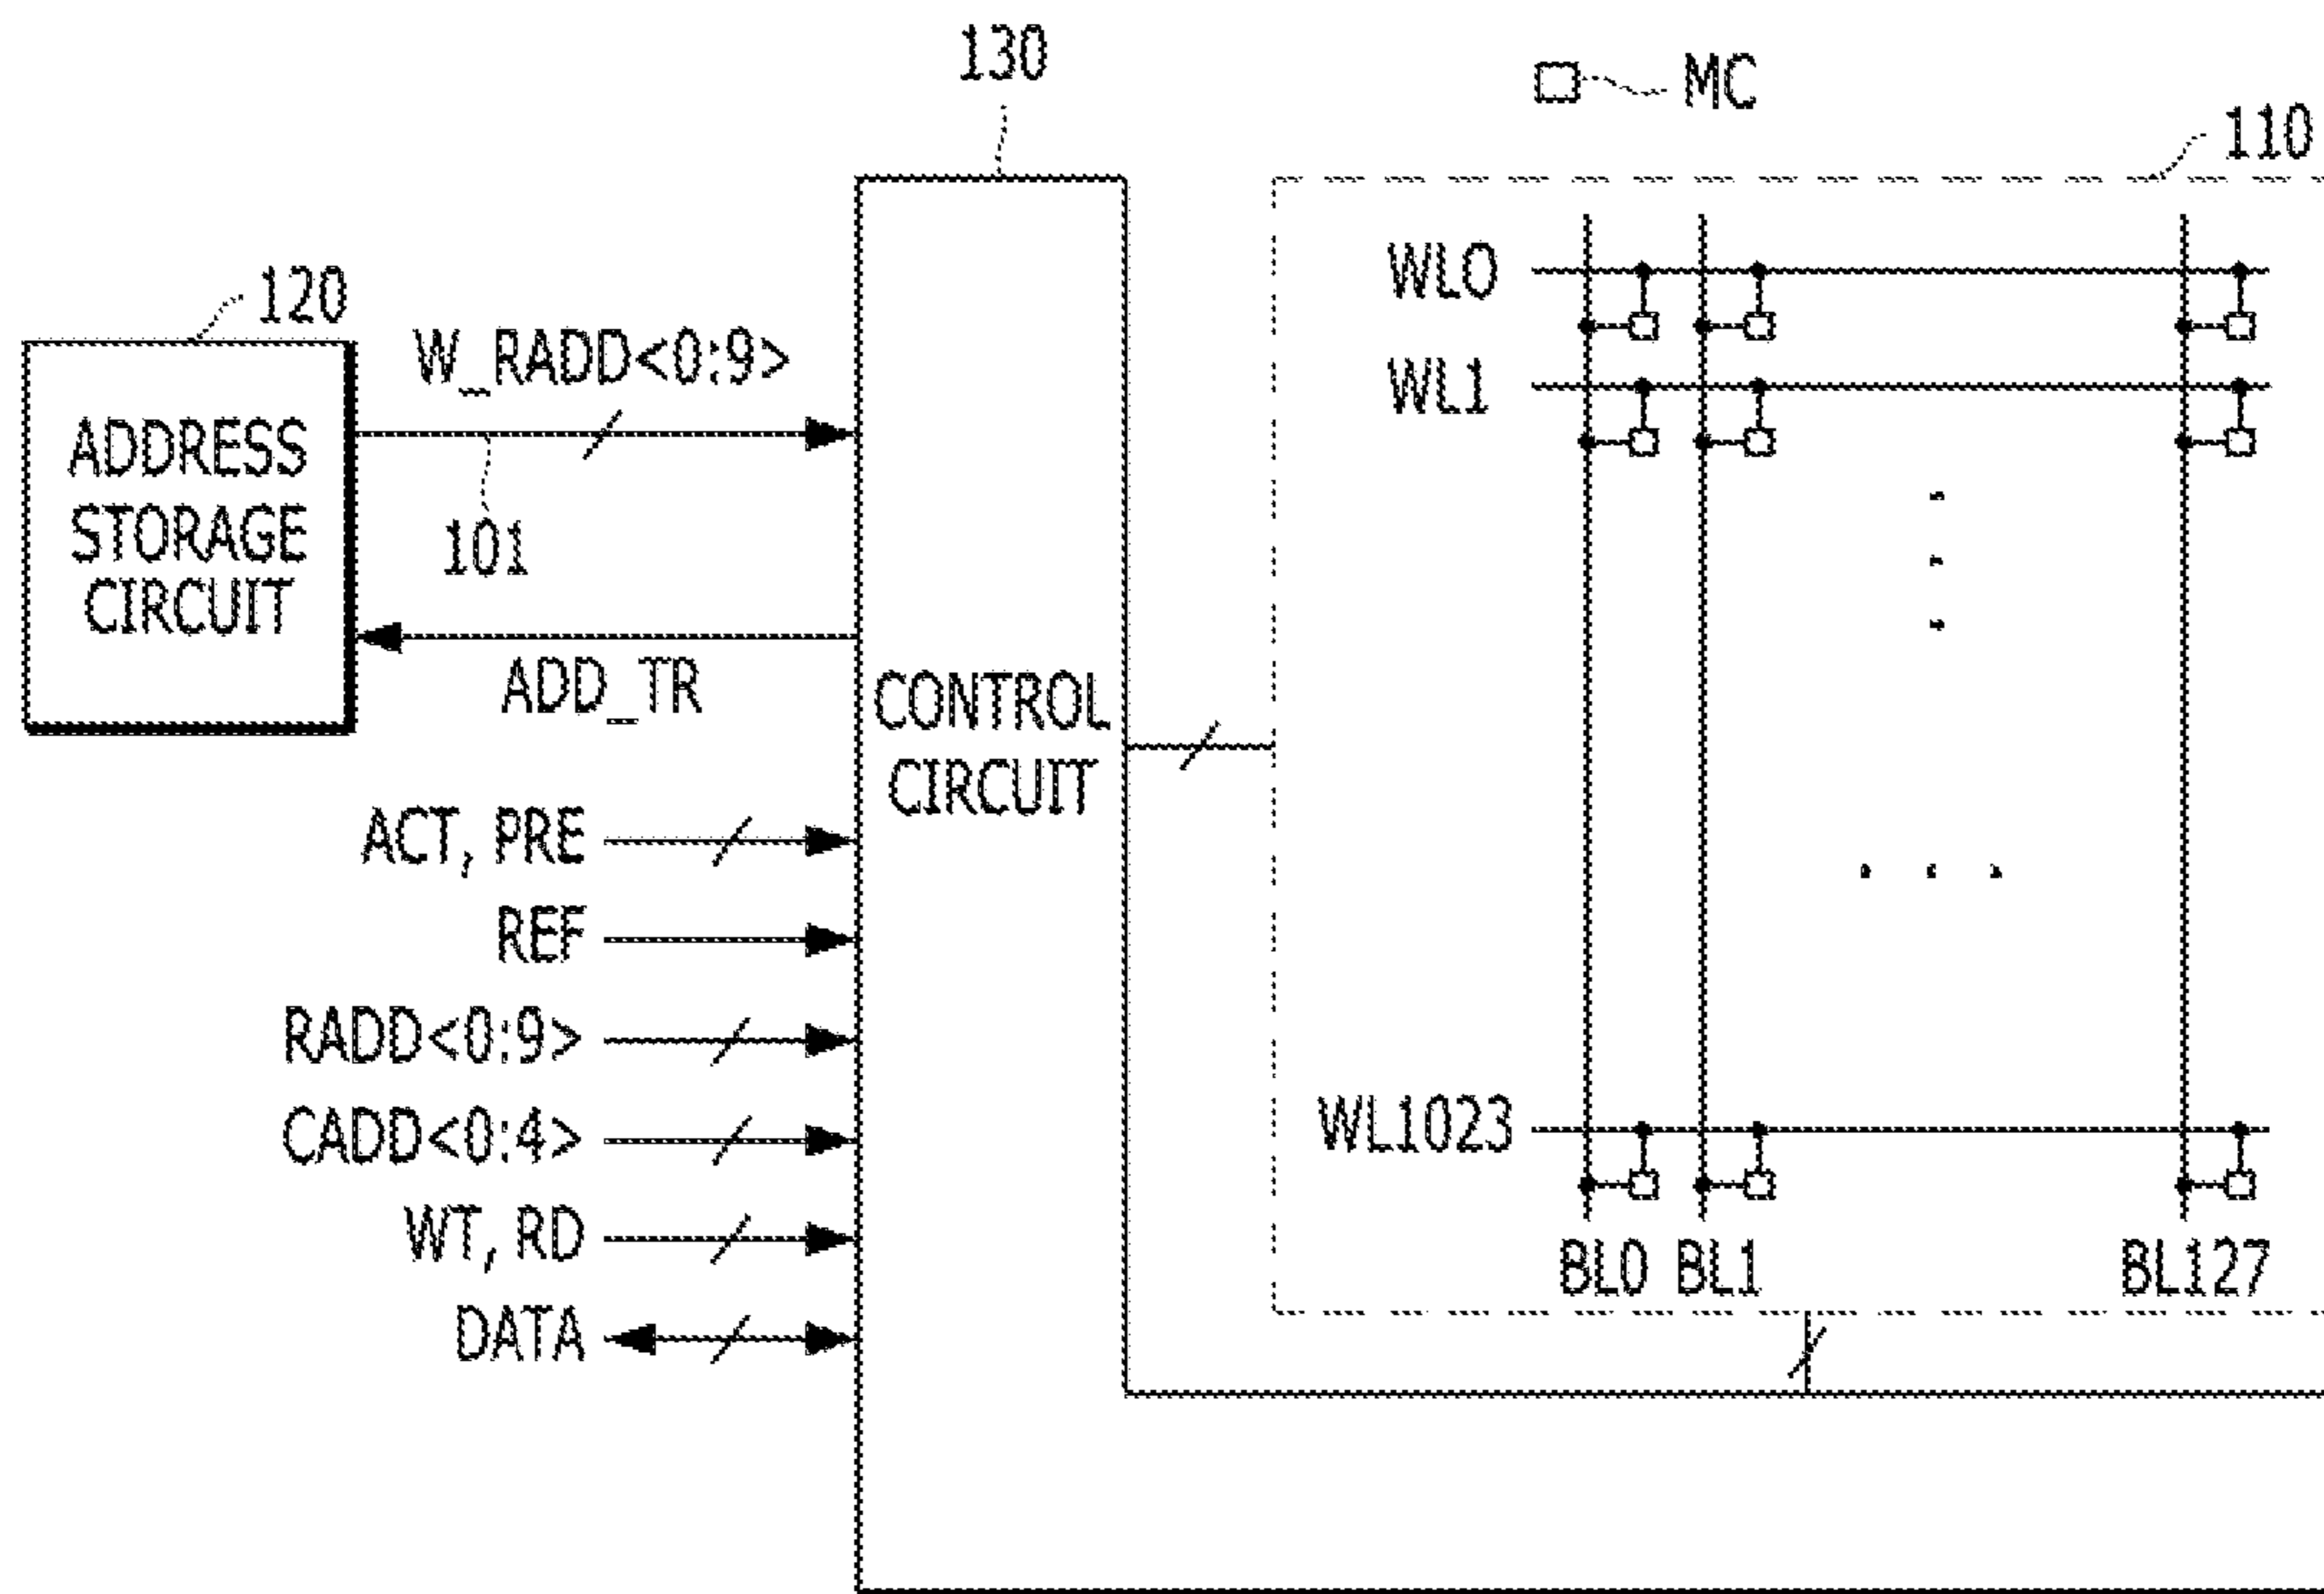 130
MC
110
120
W_RADD<0:9>
ADDRESS
STORAGE
CIRCUIT
101
ADD_TR
CONTROL
CIRCUIT
ACT, PRE
REF
RADD<0:9>
CADD<0:4>
WT, RD
DATA
WL0
WL1
WL1023
BL0 BL1 BL127